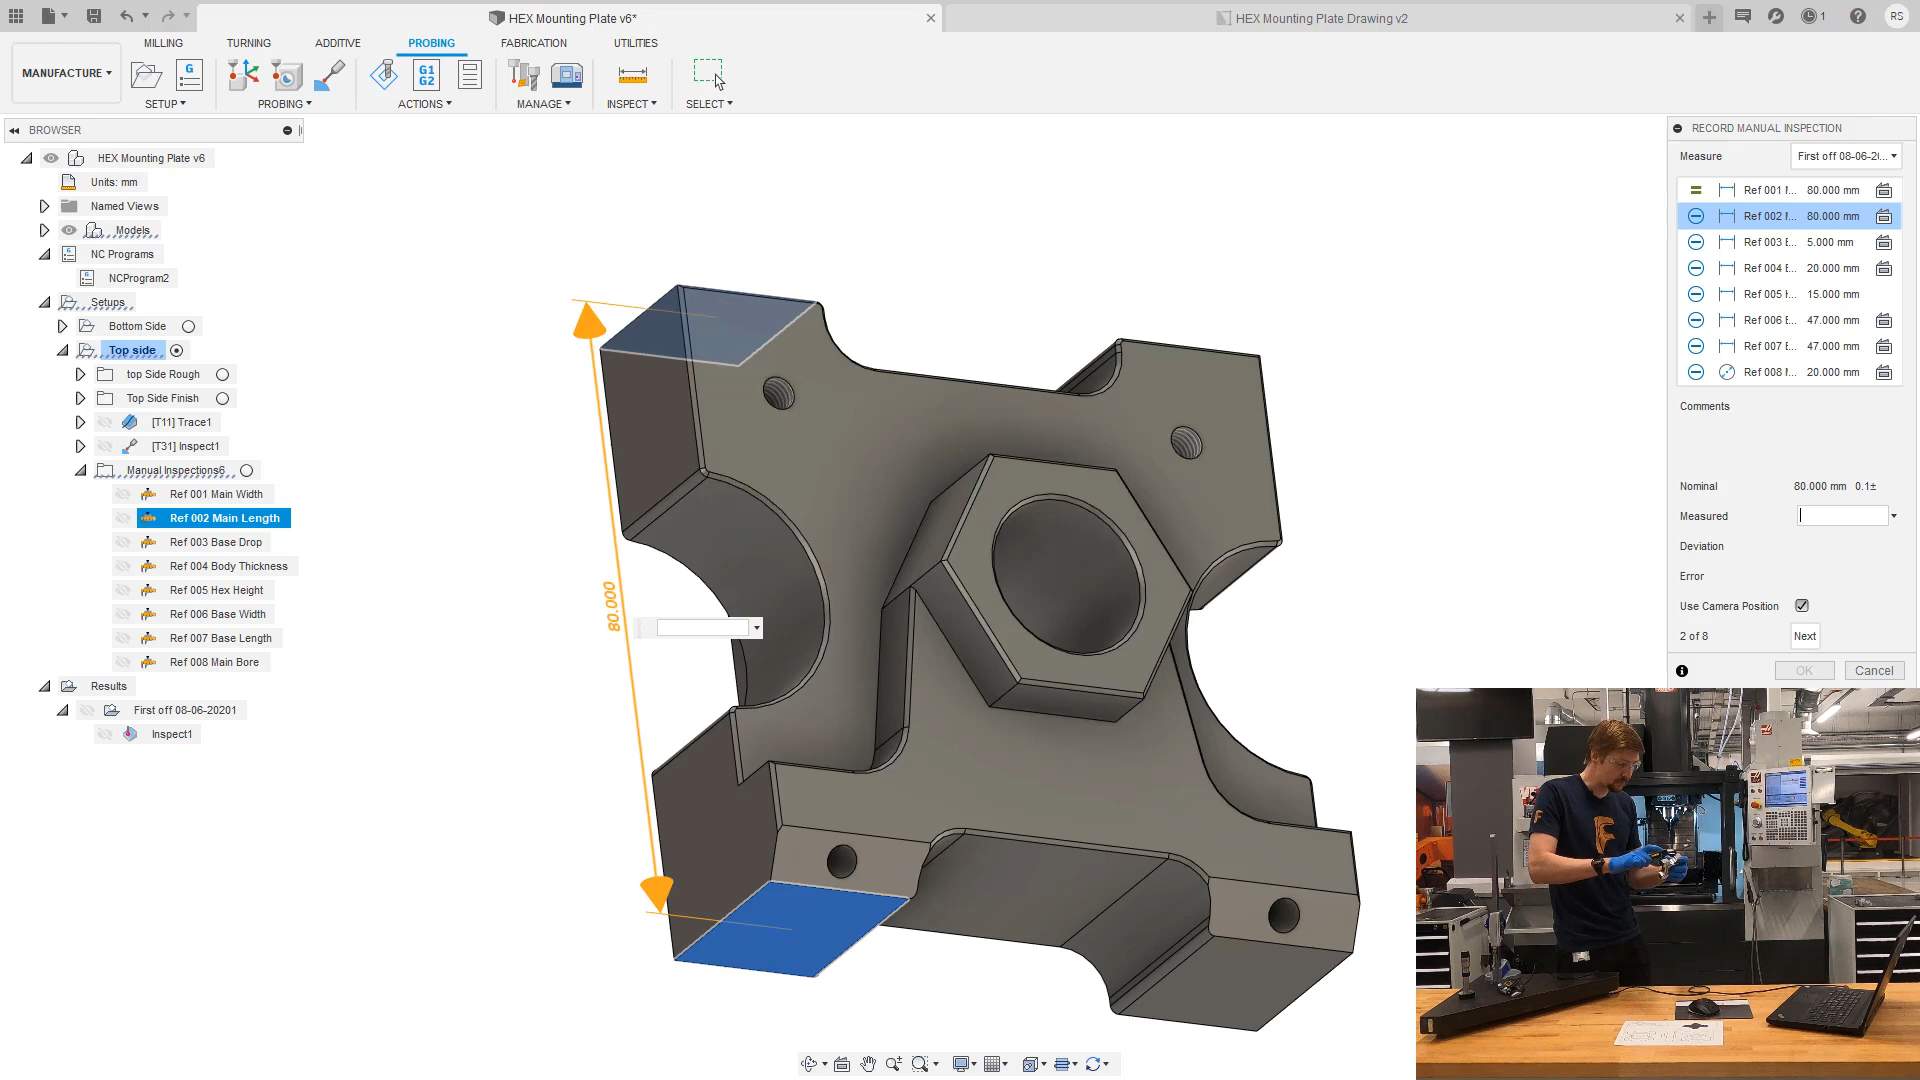 HEX Mounting Plate v6*
HEX Mounting Plate Drawing v2
1
RS
MILLING
TURNING
ADDITIVE
PROBING
FABRICATION
UTILITIES
MANUFACTURE
G
G1
G2
SETUP
PROBING
ACTIONS
MANAGE
INSPECT
SELECT
BROWSER
HEX Mounting Plate v6
Units: mm
Named Views
Models
NC Programs
NCProgram2
Setups
Bottom Side
Top side
top Side Rough
Top Side Finish
[T11] Trace1
[T31] Inspect1
Manual Inspections6
Ref 001 Main Width
Ref 002 Main Length
Ref 003 Base Drop
Ref 004 Body Thickness
Ref 005 Hex Height
Ref 006 Base Width
Ref 007 Base Length
Ref 008 Main Bore
Results
First off 08-06-20201
Inspect1
80.000
RECORD MANUAL INSPECTION
Measure First off 08-06-2(...
Ref 001 I... 80.000 mm
Ref 002 I... 80.000 mm
Ref 003 E... 5.000 mm
Ref 004 E... 20.000 mm
Ref 005 I... 15.000 mm
Ref 006 E... 47.000 mm
Ref 007 E... 47.000 mm
Ref 008 I... 20.000 mm
Comments
Nominal 80.000 mm 0.1±
Measured
Deviation
Error
Use Camera Position
2 of 8 Next
OK Cancel